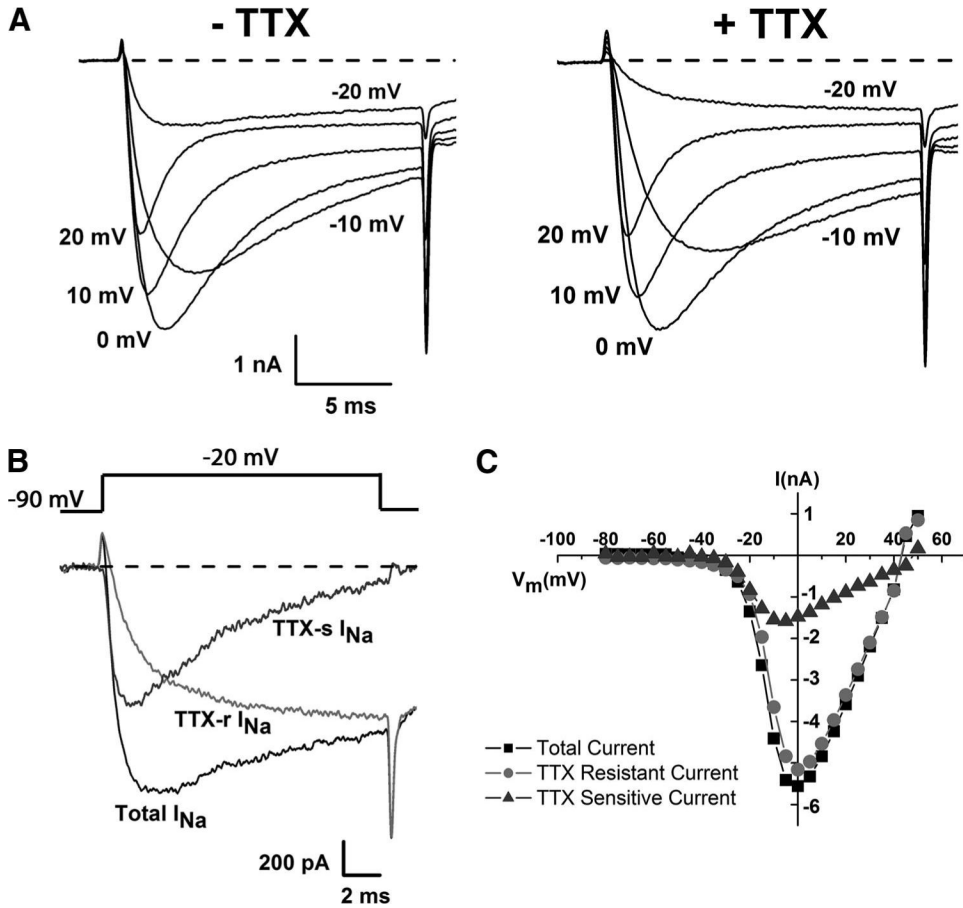 A
- TTX
+ TTX
-20 mV
-10 mV
20 mV
10 mV
0 mV
1 nA
5 ms
-20 mV
-10 mV
20 mV
10 mV
0 mV
B
-20 mV
-90 mV
TTX-s INa
TTX-r INa
Total INa
200 pA
2 ms
C
I(nA)
1
-100 -80 -60 -40 -20 0 20 40 60
Vm(mV)
-1
-2
-3
-4
-6
Total Current
TTX Resistant Current
TTX Sensitive Current